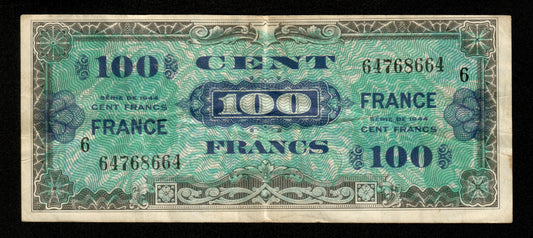 100 CENT 64768664 6
SÉRIE DE 1944
CENT FRANCS
FRANCE
100
FRANCE
SÉRIE DE 1944
CENT FRANCS
6 64768664
FRANCS
100